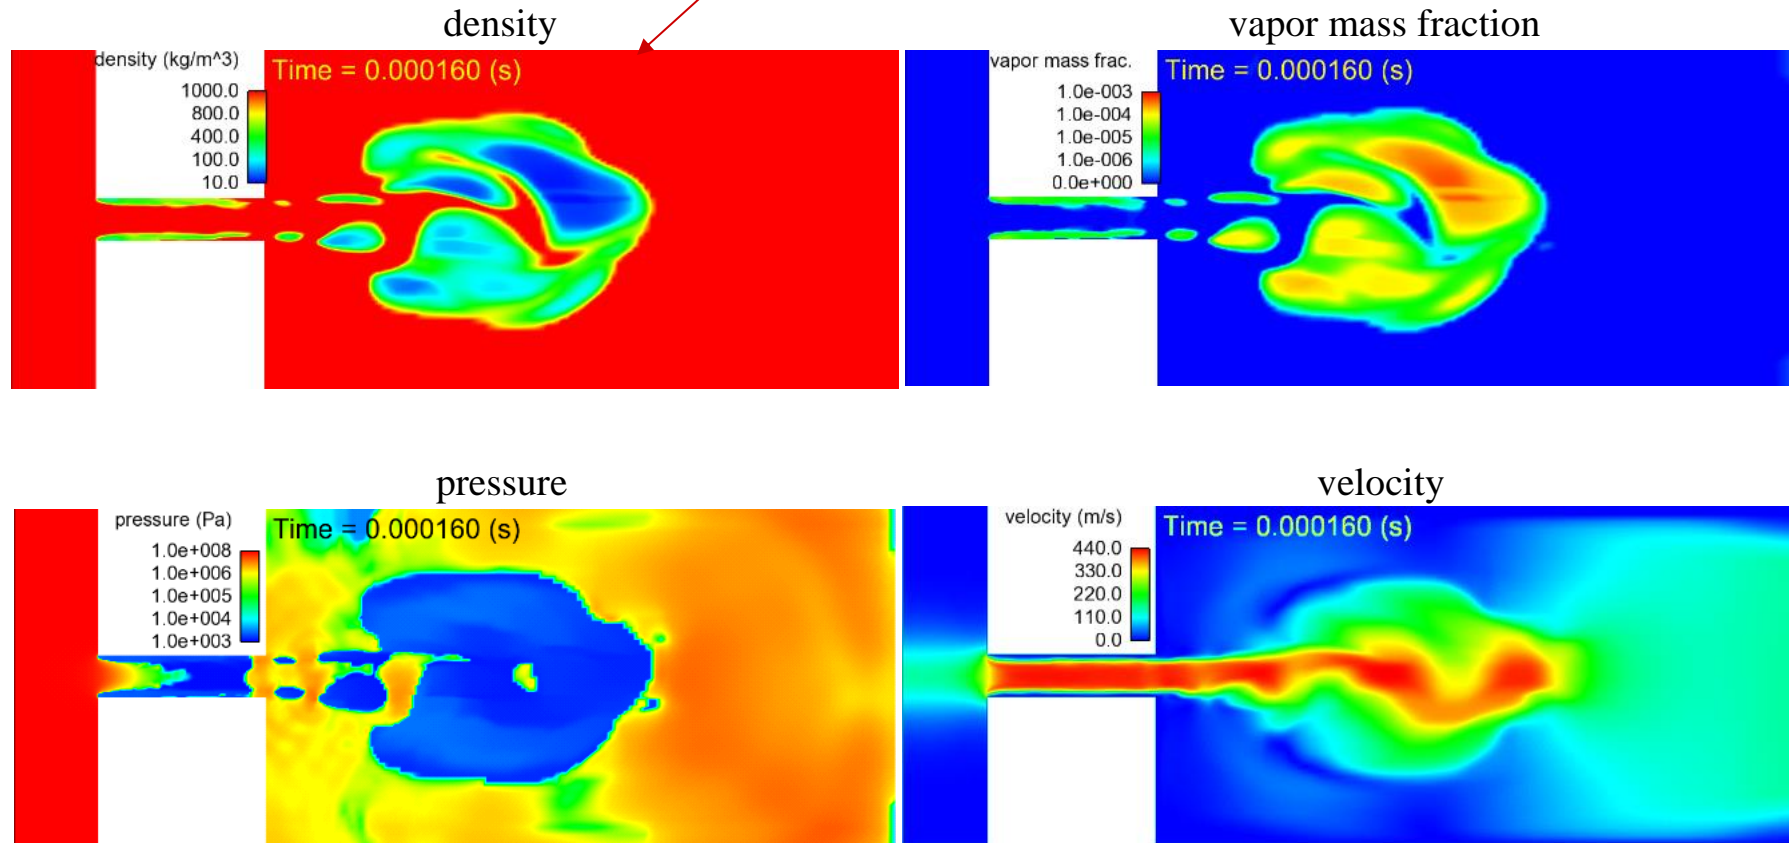 density
density (kg/m^3)
Time = 0.000160 (s)
1000.0
800.0
400.0
100.0
10.0
vapor mass fraction
vapor mass frac.
Time = 0.000160 (s)
1.0e-003
1.0e-004
1.0e-005
1.0e-006
0.0e+000
pressure
pressure (Pa)
Time = 0.000160 (s)
1.0e+008
1.0e+006
1.0e+005
1.0e+004
1.0e+003
velocity
velocity (m/s)
Time = 0.000160 (s)
440.0
330.0
220.0
110.0
0.0